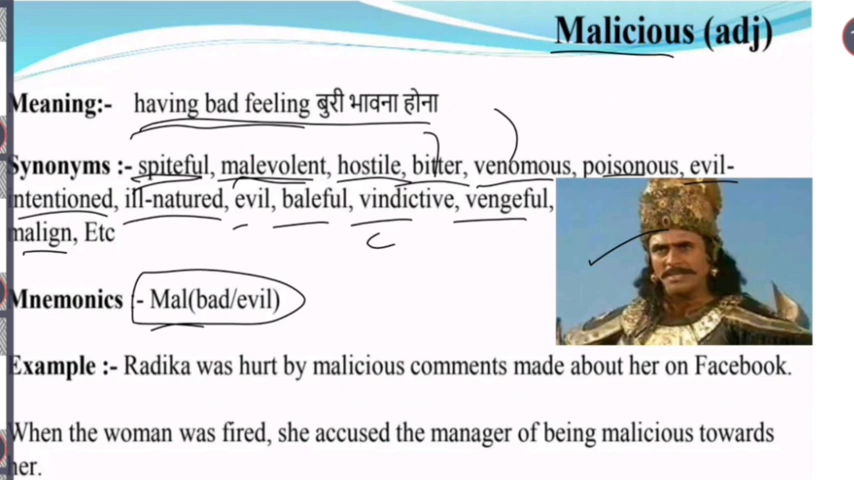 Malicious (adj)
Meaning:- having bad feeling बुरी भावना होना
Synonyms :- spiteful, malevolent, hostile, bitter, venomous, poisonous, evil-
ntentioned, ill-natured, evil, baleful, vindictive, vengeful,
malign, Etc
Mnemonics :- Mal(bad/evil)
Example :- Radika was hurt by malicious comments made about her on Facebook.
When the woman was fired, she accused the manager of being malicious towards
her.